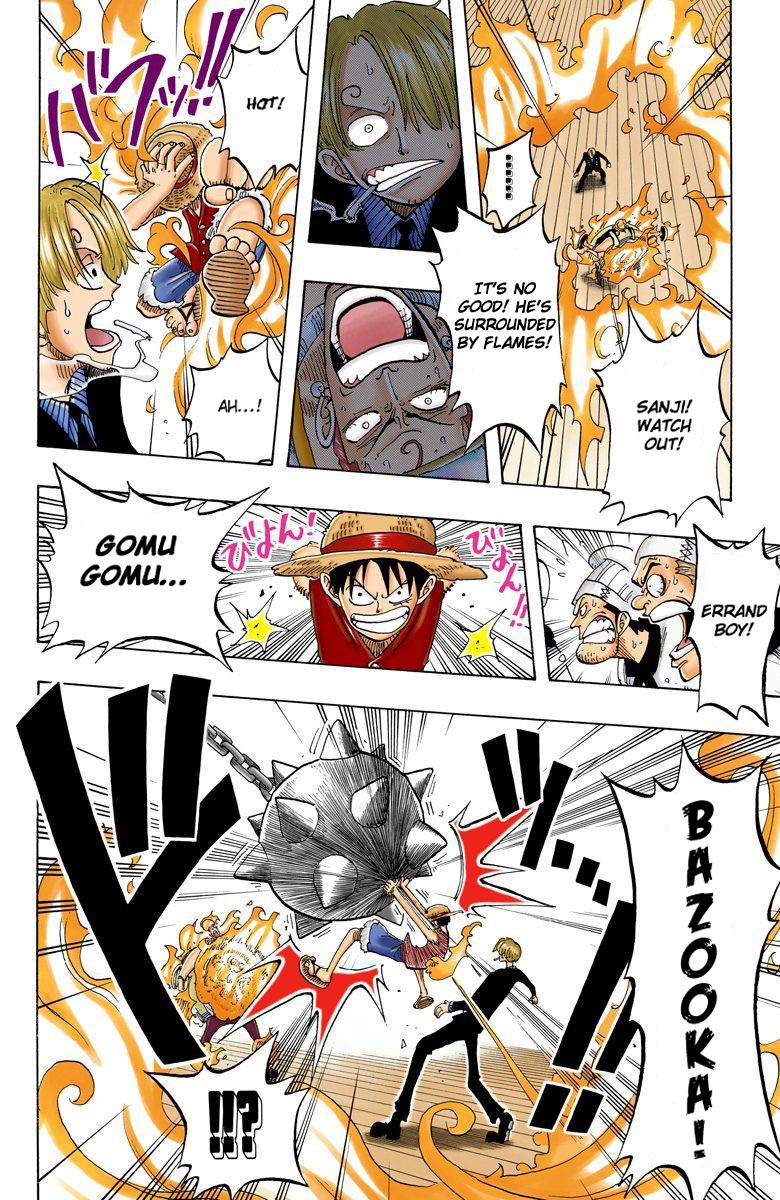 !!!!!!
SANJI!
WATCH
OUT!
IT'S NO
GOOD! HE'S
SURROUNDED
BY FLAMES!
HOT!
バッ!!
AH...!
ERRAND
BOY!
びよん!!
びよん!
GOMU
GOMU...
BAZOOKA!
ドン!!
!!?